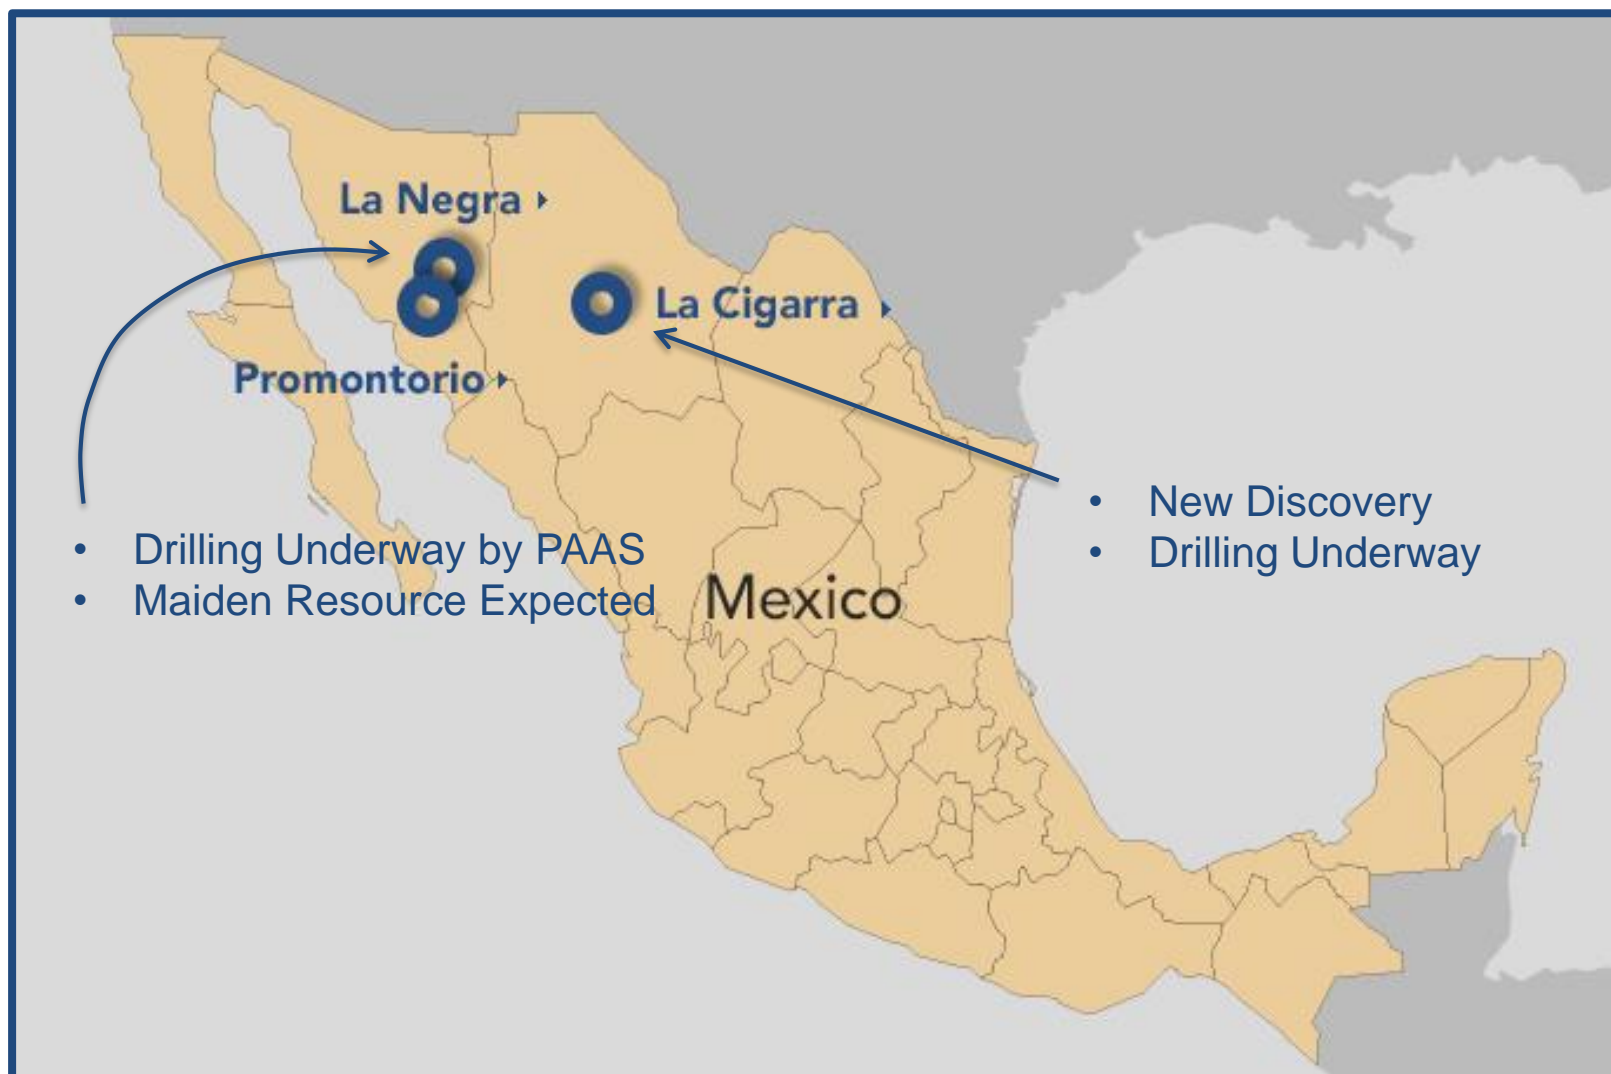 La Negra
La Cigarra
Promontorio
• New Discovery
• Drilling Underway
• Drilling Underway by PAAS
• Maiden Resource Expected
Mexico